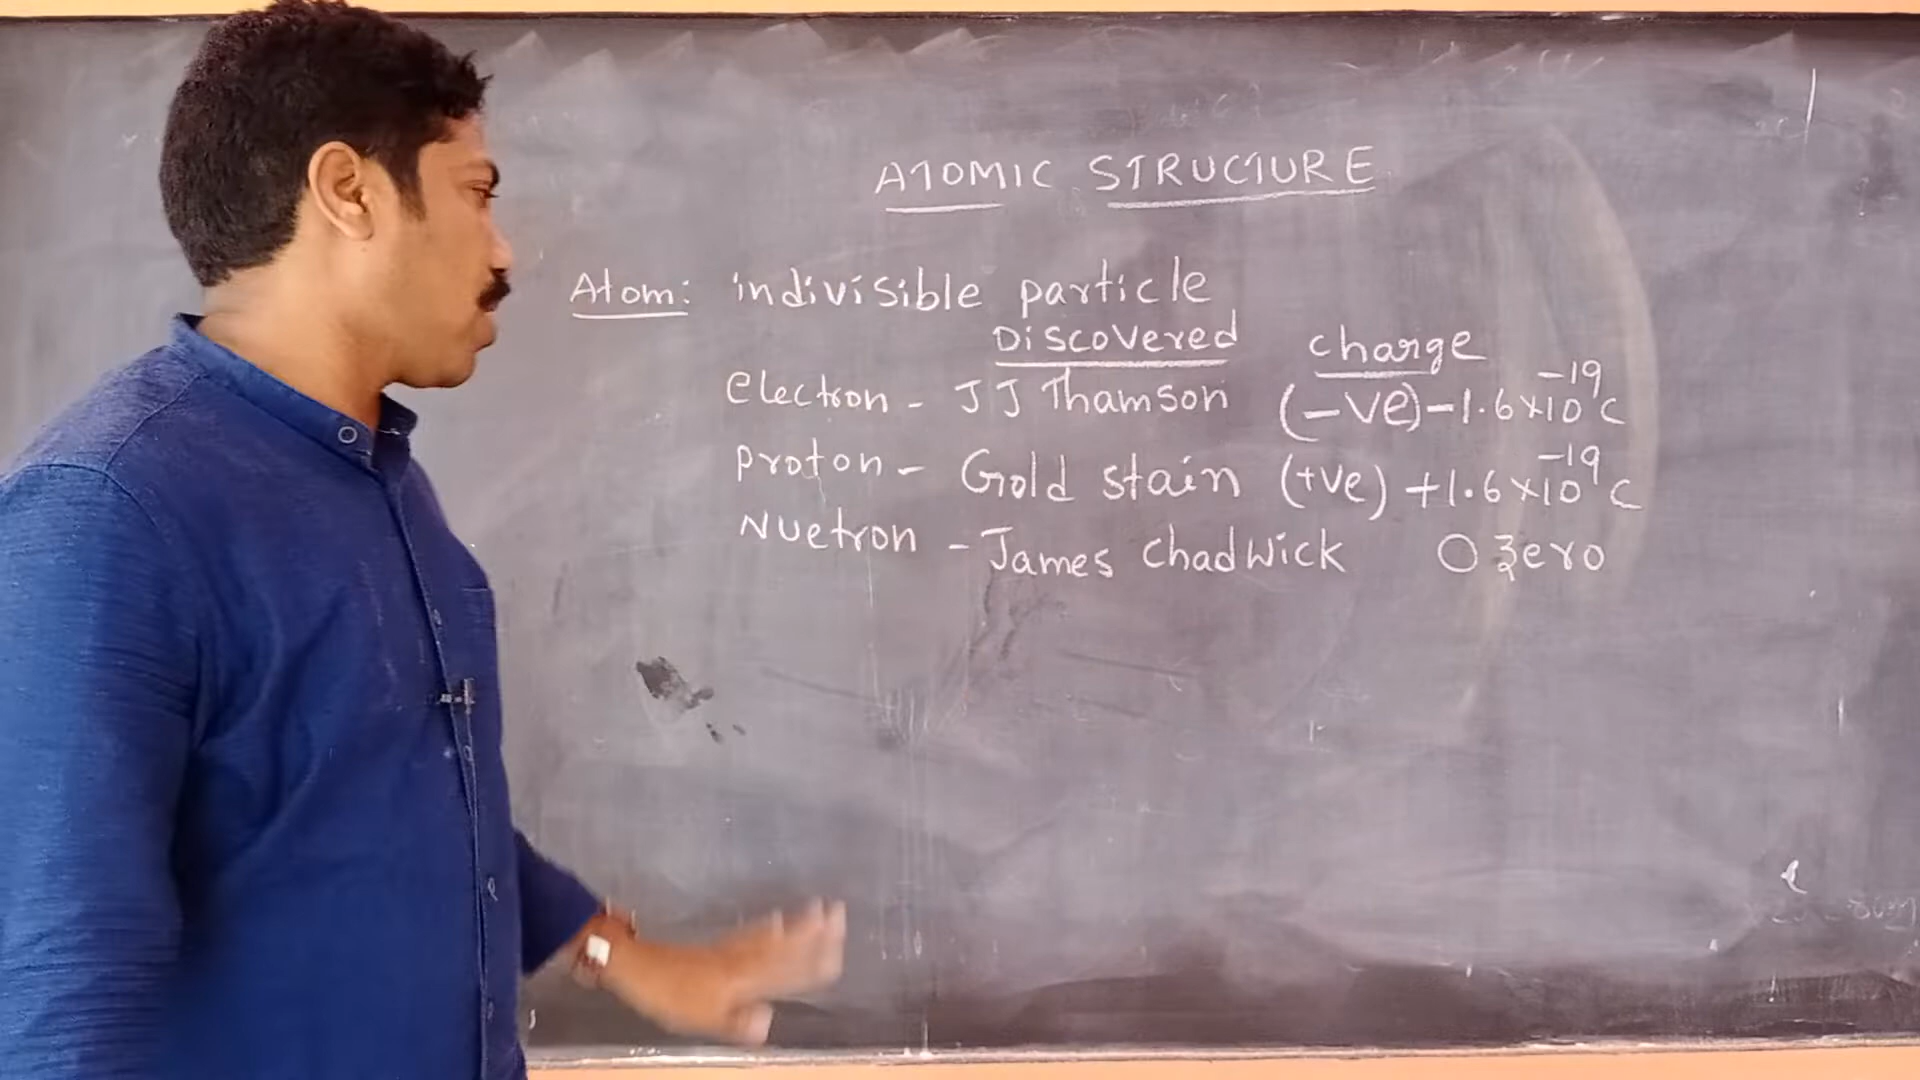 ATOMIC STRUCTURE
Atom: indivisible particle
Discovered charge
electron - JJ Thamson (-ve) -1.6x10^-19 C
proton - Gold stain (+ve) +1.6x10^-19 C
Nuetron - James chadwick 0 zero